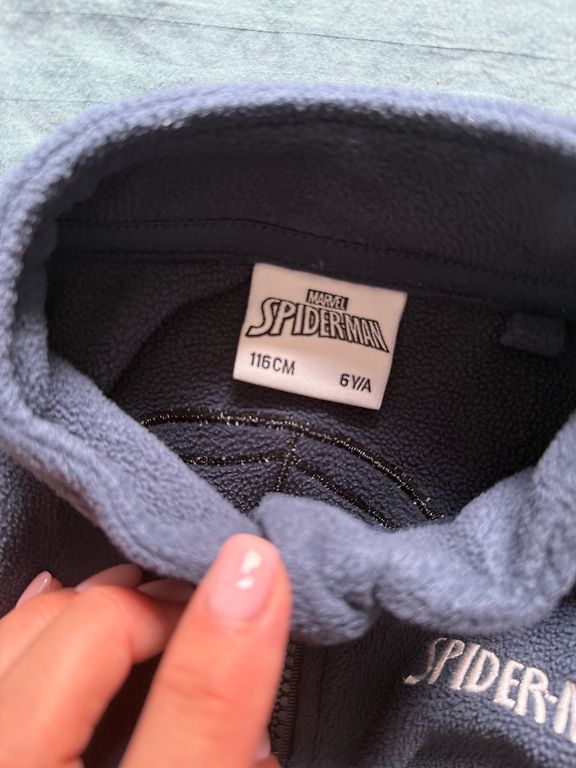 MARVEL
SPIDER-MAN
116CM
6Y/A
SPIDER-